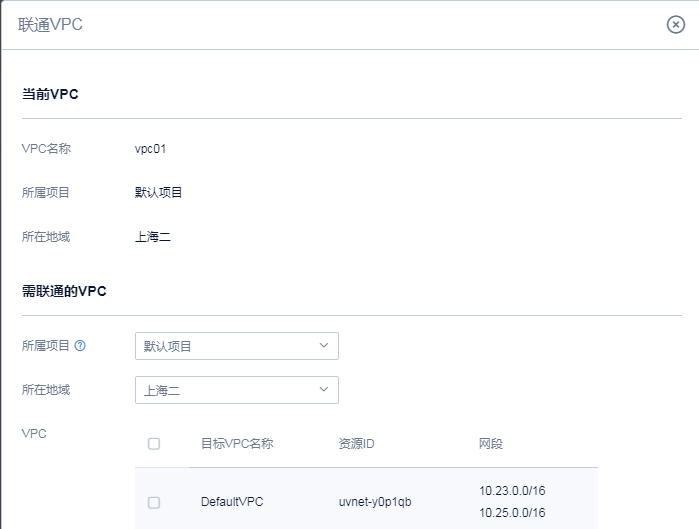 联通VPC
当前VPC
VPC名称 vpc01
所属项目 默认项目
所在地域 上海二
需联通的VPC
所属项目 默认项目
所在地域 上海二
VPC 目标VPC名称 资源ID 网段
DefaultVPC uvnet-y0p1qb 10.23.0.0/16
10.25.0.0/16